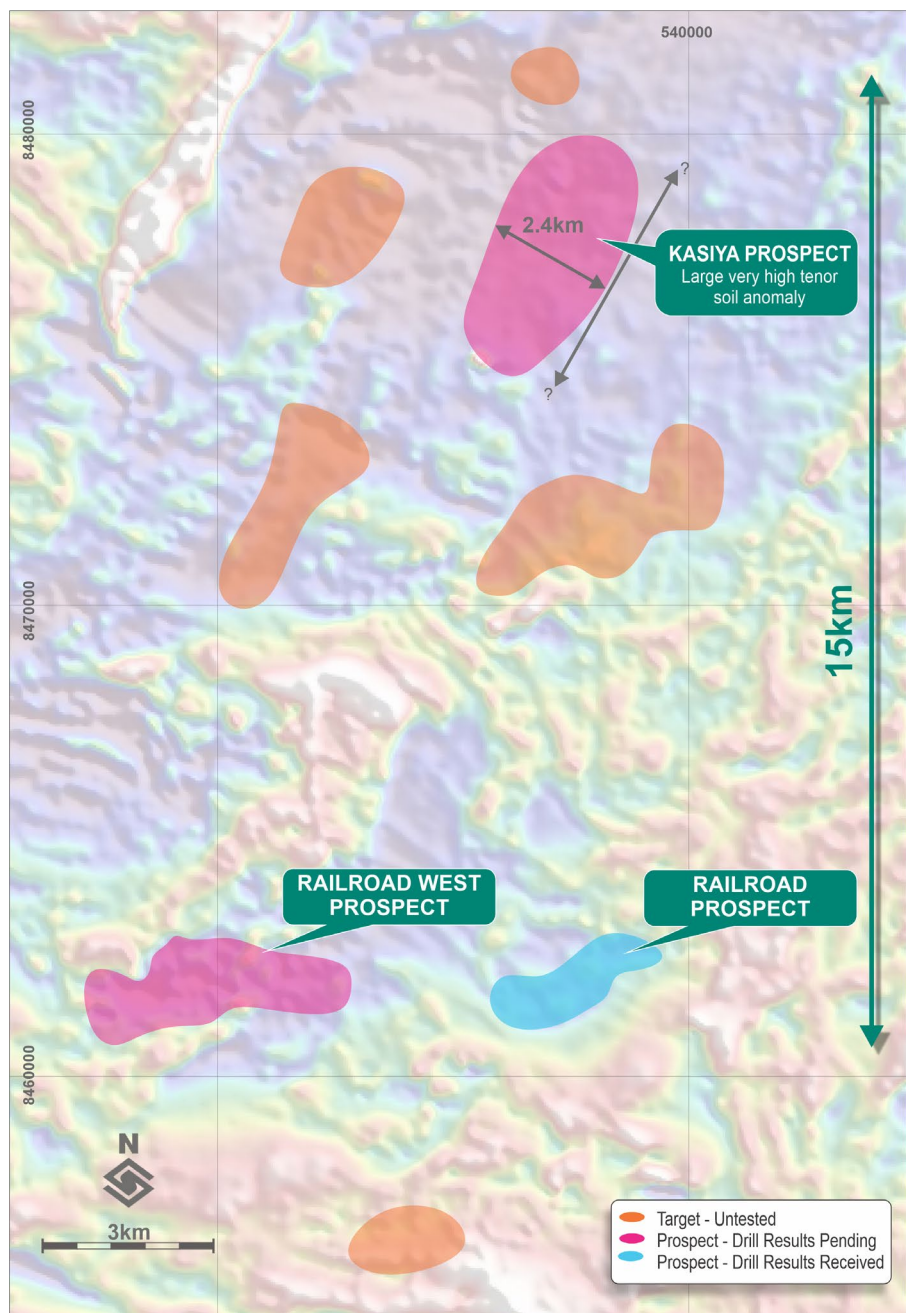 540000
8480000
?
2.4km
KASIYA PROSPECT
Large very high tenor
soil anomaly
?
15km
8470000
RAILROAD WEST
PROSPECT
RAILROAD
PROSPECT
8460000
N
3km
Target - Untested
Prospect - Drill Results Pending
Prospect - Drill Results Received